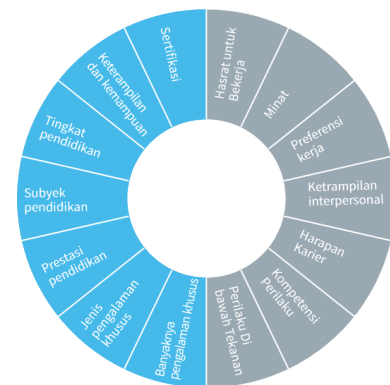 Hasrat untuk
Bekerja
Minat
Preferensi
kerja
Ketrampilan
interpersonal
Harapan
Karier
Kompetensi
Perilaku
Perilaku Di
bawah Tekanan
Banyaknya
pengalaman khusus
Jenis
pengalaman
khusus
Prestasi
pendidikan
Subyek
pendidikan
Tingkat
pendidikan
Keterampilan
dan kemampuan
Sertifikasi